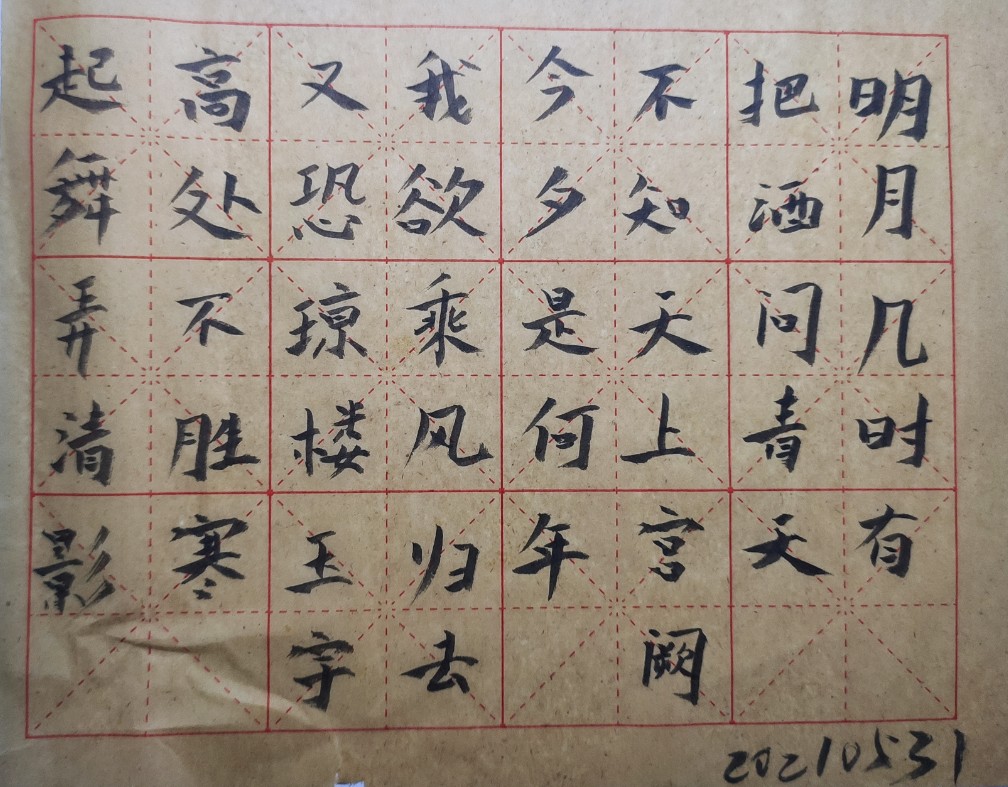 明月几时有
把酒问青天
不知天上宫阙
今夕是何年
我欲乘风归去
又恐琼楼玉宇
高处不胜寒
起舞弄清影
20210531